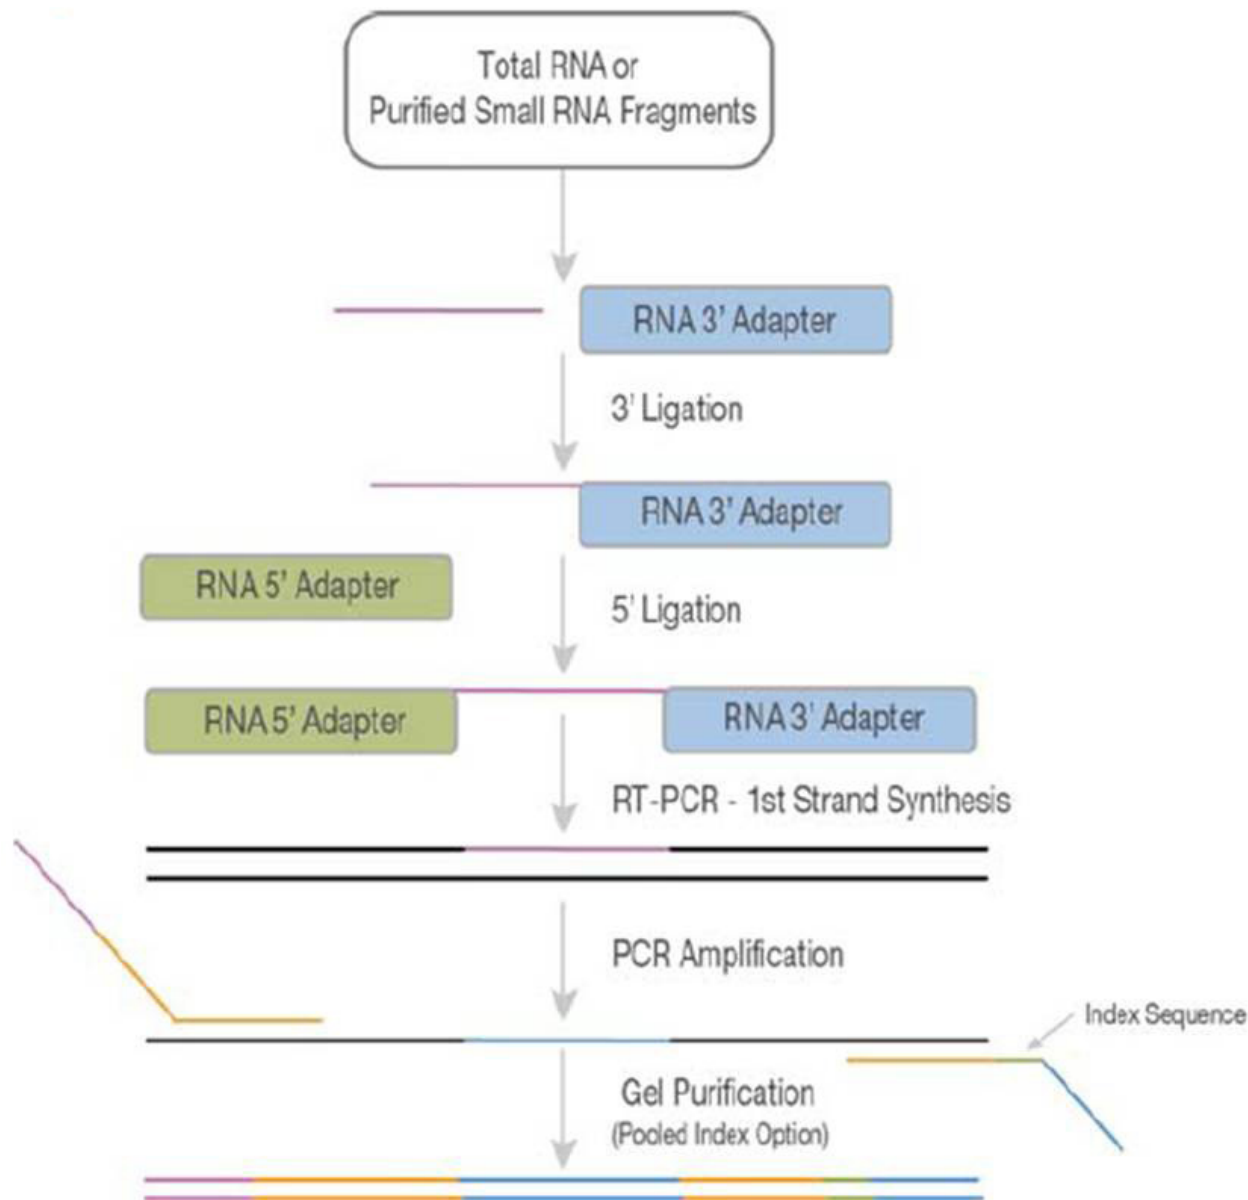 Total RNA or
Purified Small RNA Fragments
RNA 3' Adapter
3' Ligation
RNA 3' Adapter
RNA 5' Adapter
5' Ligation
RNA 5' Adapter
RNA 3' Adapter
RT-PCR - 1st Strand Synthesis
PCR Amplification
Index Sequence
Gel Purification
(Pooled Index Option)